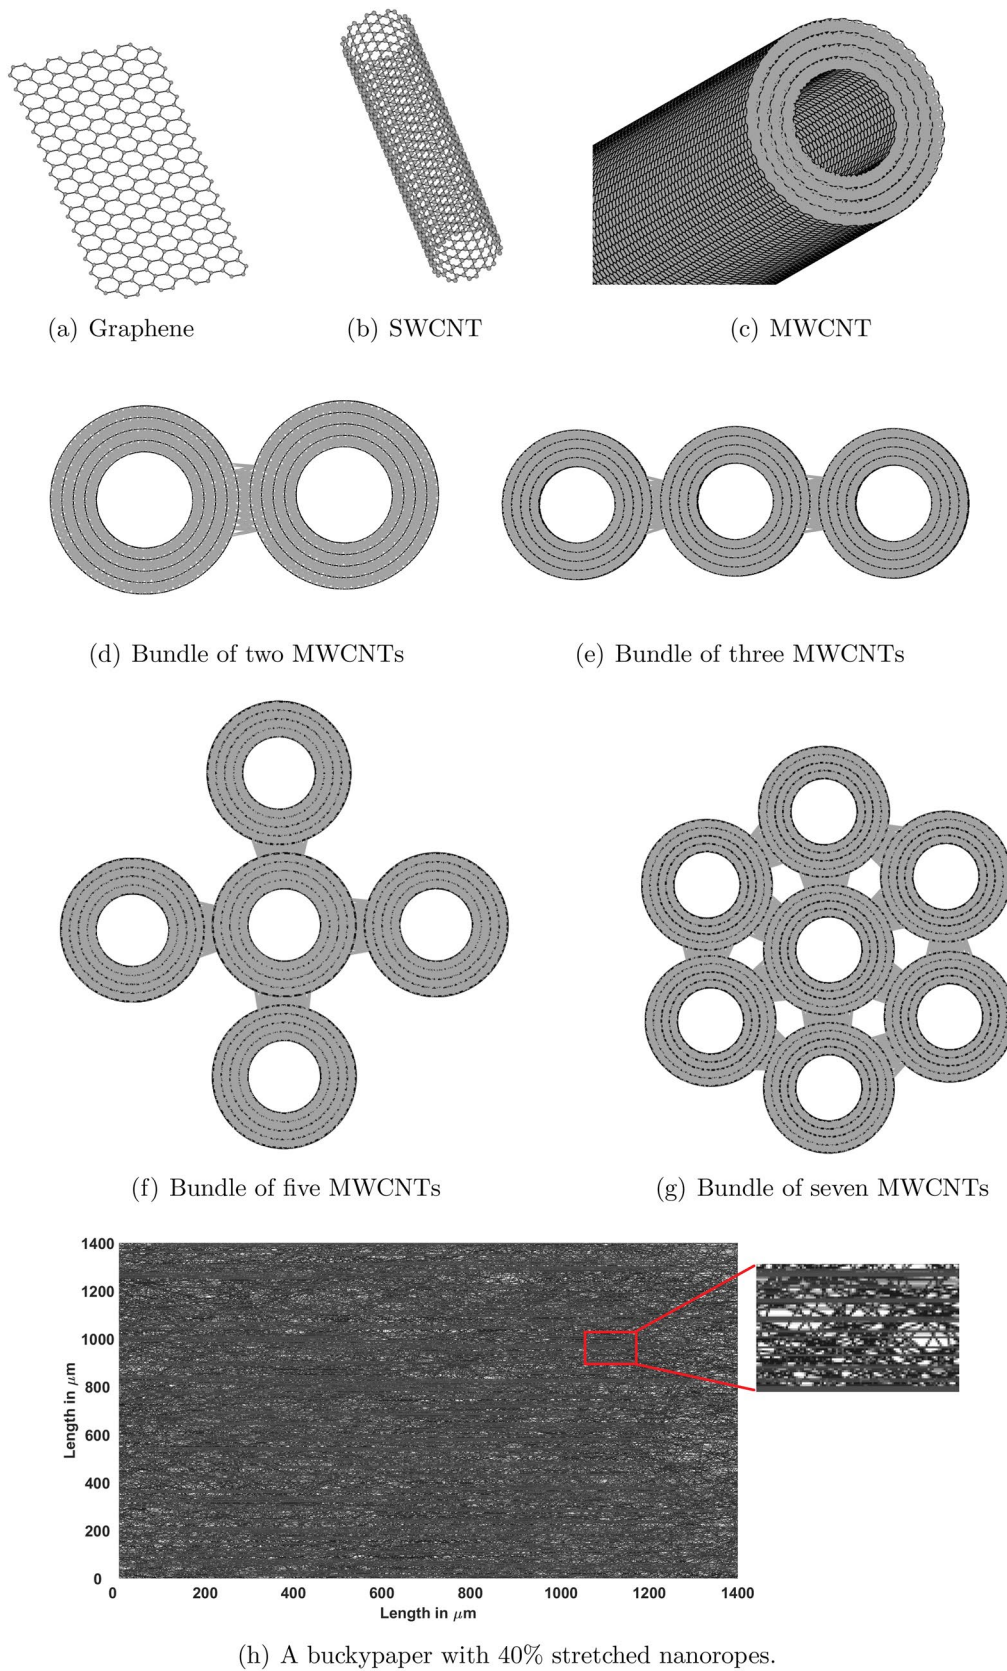 (a) Graphene
(b) SWCNT
(c) MWCNT
(d) Bundle of two MWCNTs
(e) Bundle of three MWCNTs
(f) Bundle of five MWCNTs
(g) Bundle of seven MWCNTs
1400
1200
1000
800
600
400
200
0
Length in μm
0 200 400 600 800 1000 1200 1400
Length in μm
(h) A buckypaper with 40% stretched nanoropes.